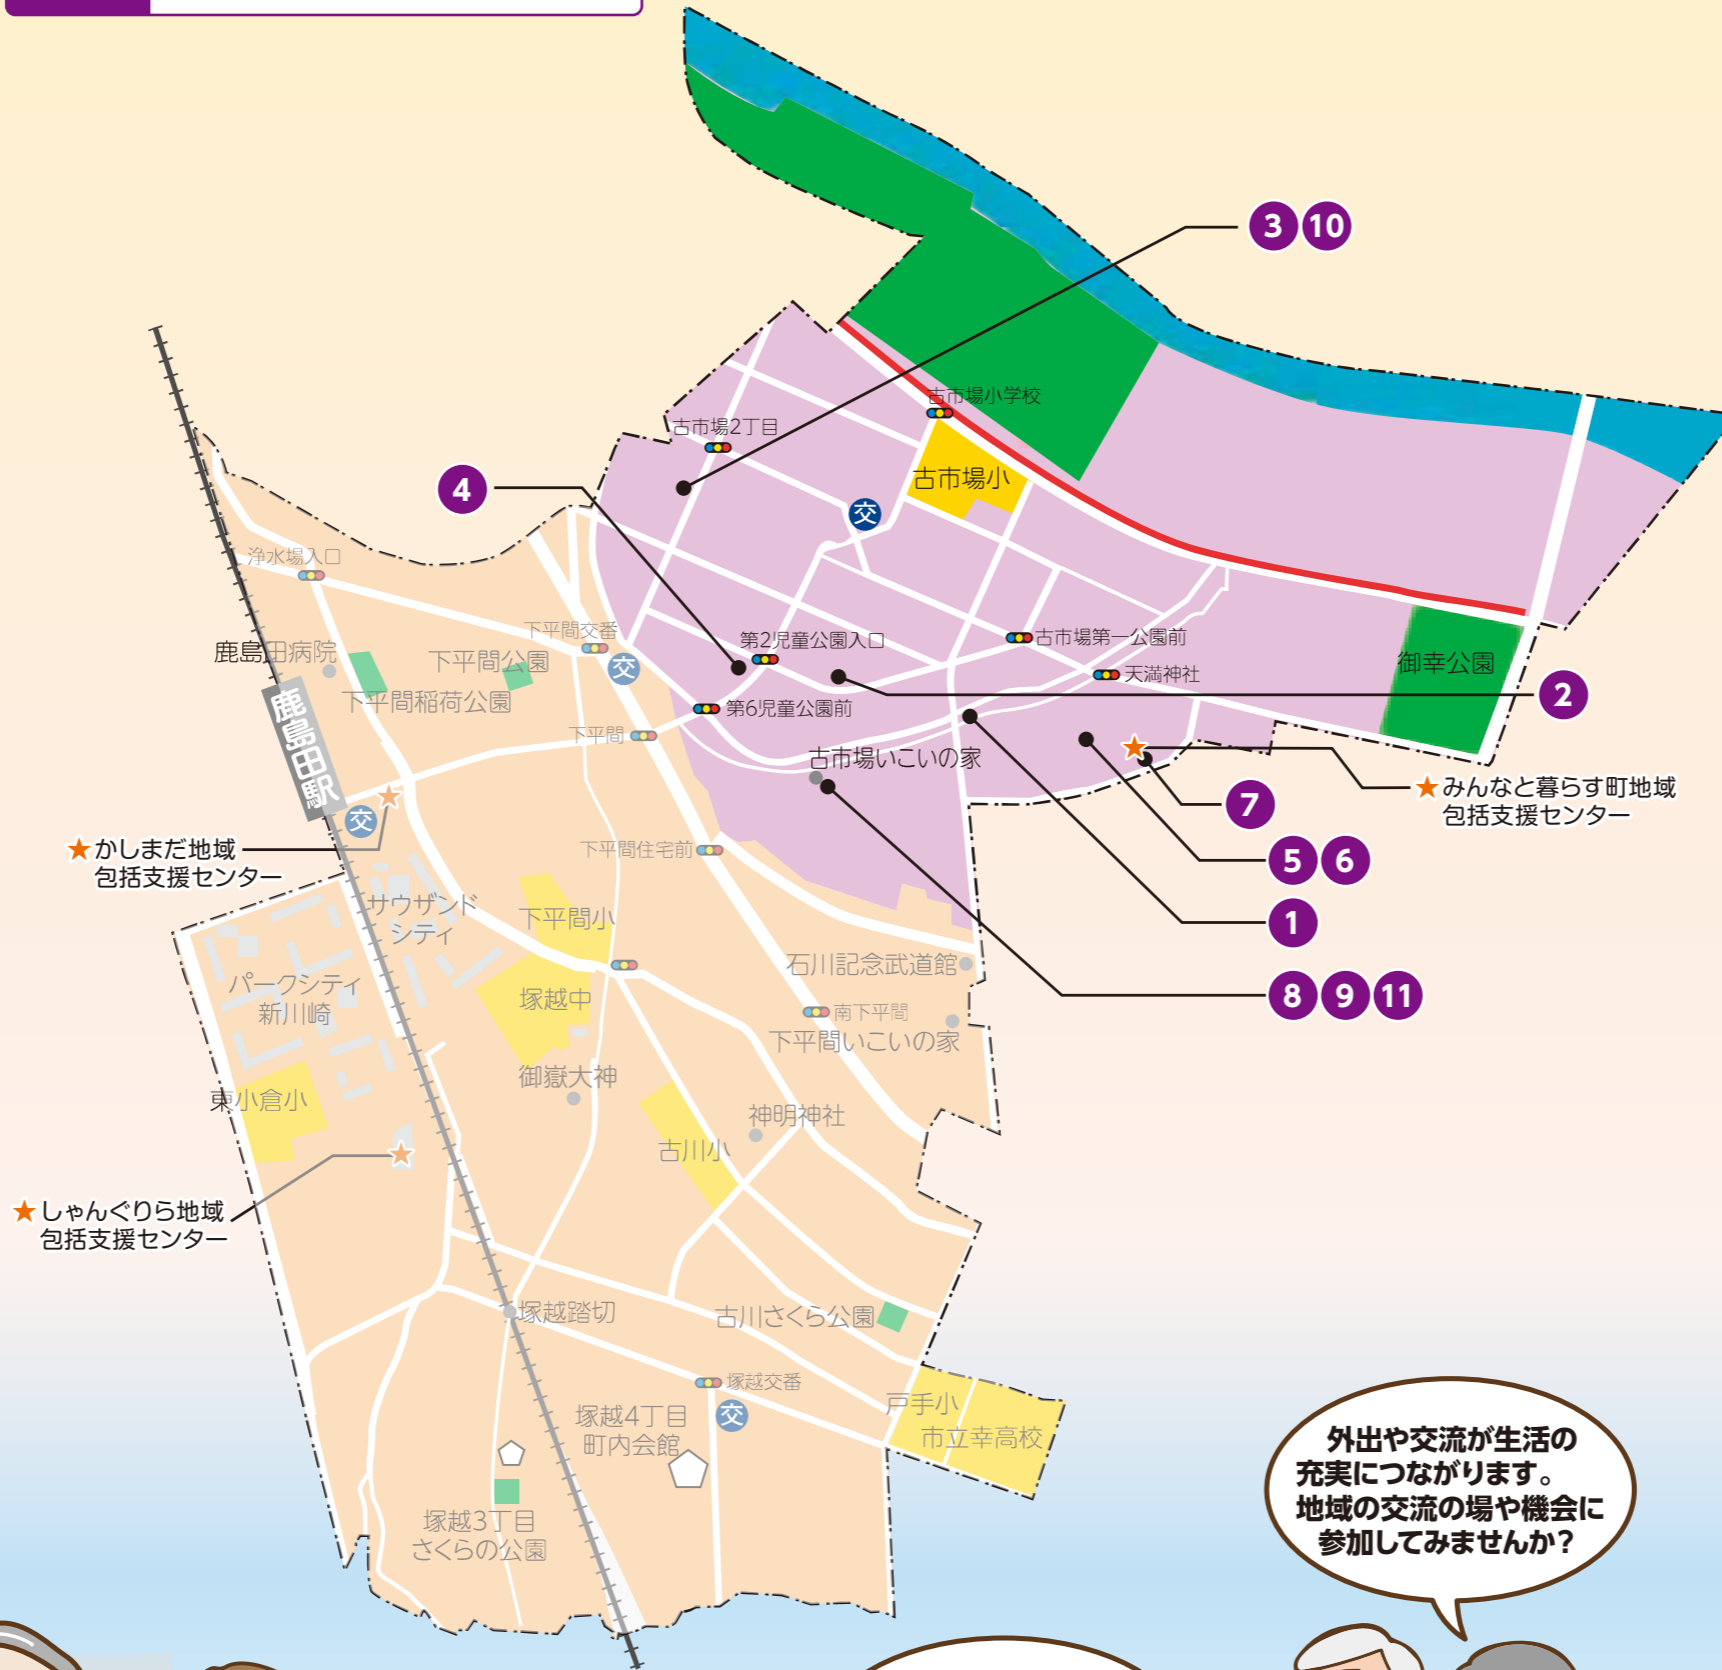 3 10
古市場小学校
古市場2丁目
古市場小
4
交
浄水場入口
下平間交番
第2児童公園入口
古市場第一公園前
鹿島田病院
下平間公園
交
天満神社
御幸公園
2
下平間稲荷公園
第6児童公園前
下平間
鹿島田駅
古市場いこいの家
★みんなと暮らす町地域
包括支援センター
7
交
★かしまだ地域
包括支援センター
下平間住宅前
5 6
サウザンド
シティ
下平間小
1
石川記念武道館
パークシティ
新川崎
塚越中
8 9 11
南下平間
下平間いこいの家
御嶽大神
東小倉小
神明神社
古川小
★しゃんぐりら地域
包括支援センター
塚越踏切
古川さくら公園
塚越交番
交
戸手小
市立幸高校
塚越4丁目
町内会館
塚越3丁目
さくらの公園
外出や交流が生活の
充実につながります。
地域の交流の場や機会に
参加してみませんか?